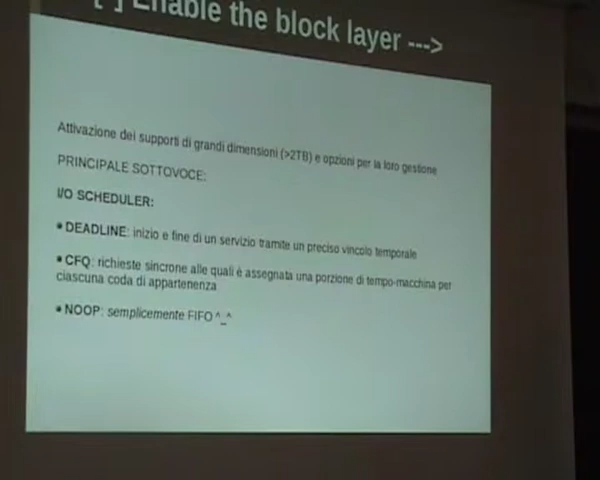 [ ] Enable the block layer --->
Attivazione dei supporti di grandi dimensioni (>2TB) e opzioni per la loro gestione
PRINCIPALE SOTTOVOCE:
I/O SCHEDULER:
DEADLINE: inizio e fine di un servizio tramite un preciso vincolo temporale
CFQ: richieste sincrone alle quali è assegnata una porzione di tempo-macchina per
ciascuna coda di appartenenza
NOOP: semplicemente FIFO ^_^